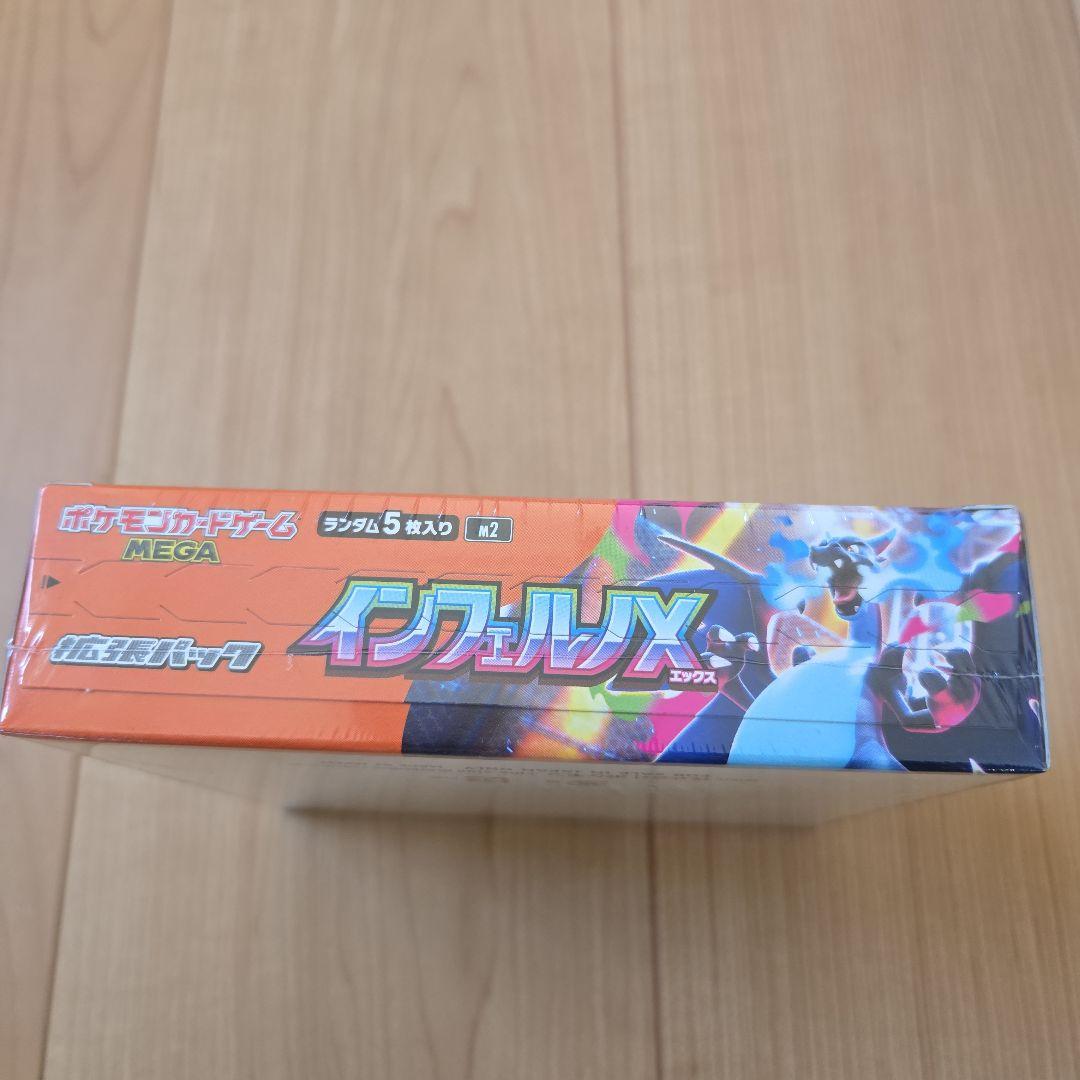 ポケモンカードゲーム
MEGA
ランダム5枚入り
M2
拡張パック
インフェルノX
エックス